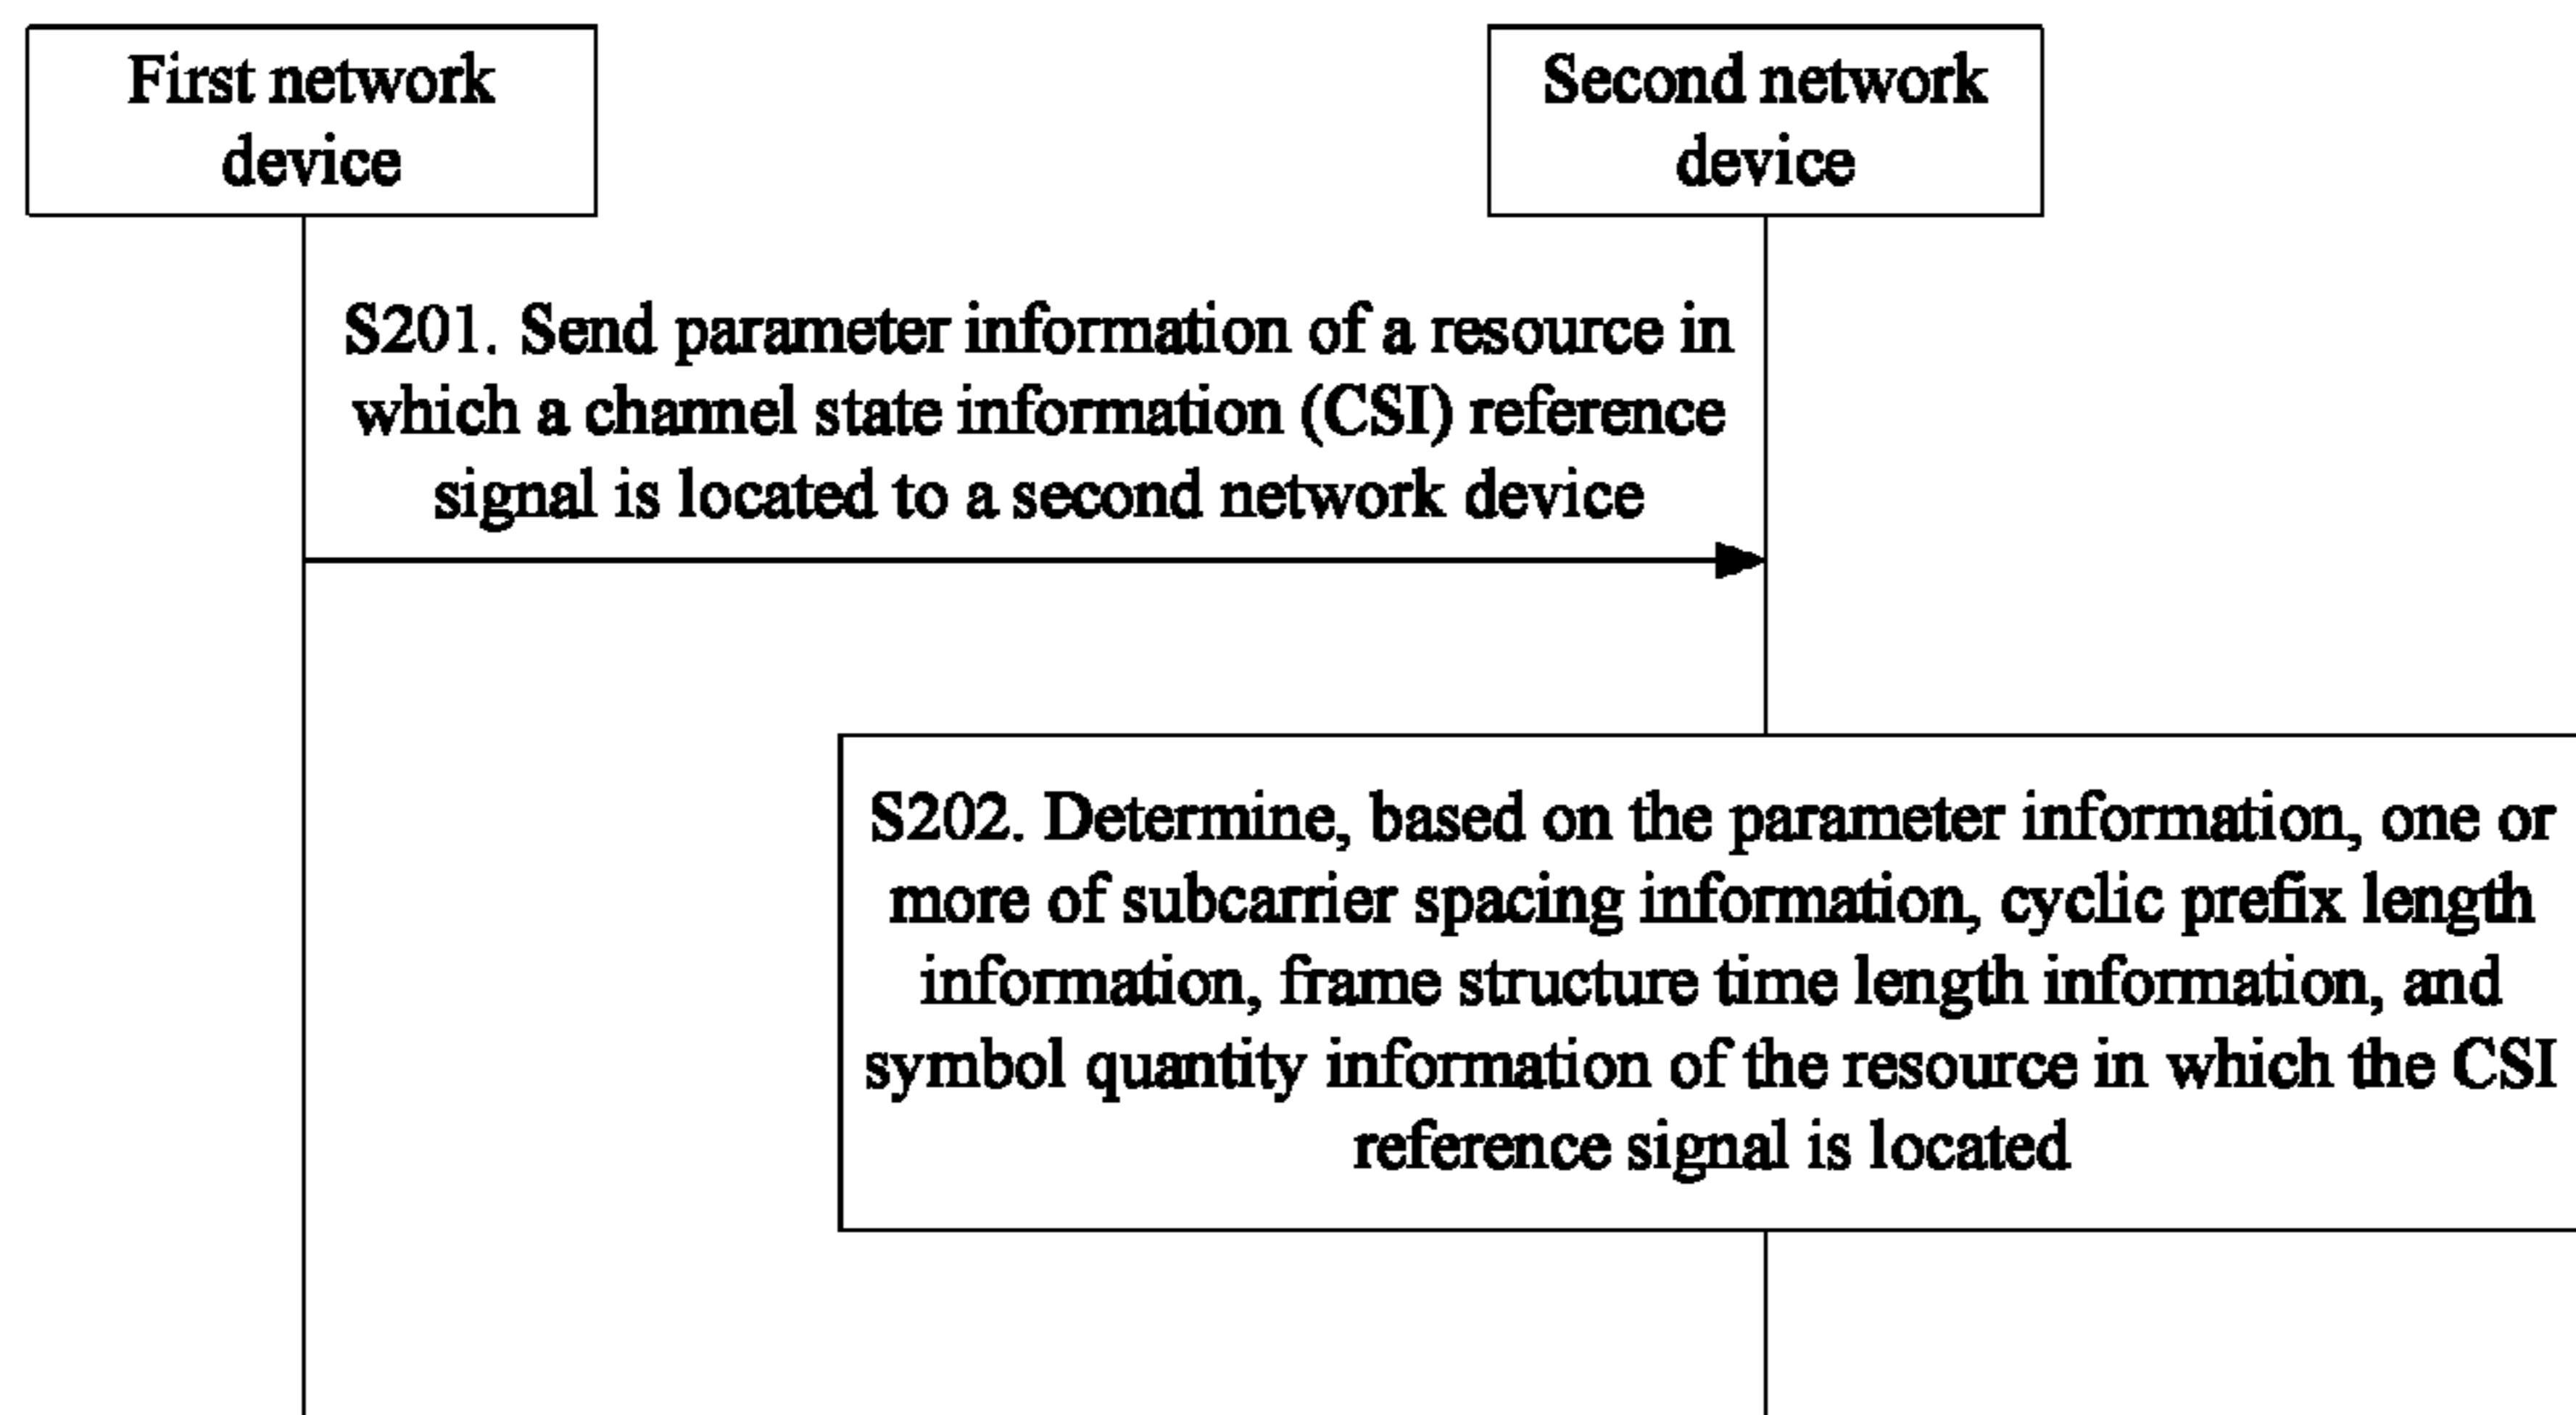 First network
device
Second network
device
S201. Send parameter information of a resource in
which a channel state information (CSI) reference
signal is located to a second network device
S202. Determine, based on the parameter information, one or
more of subcarrier spacing information, cyclic prefix length
information, frame structure time length information, and
symbol quantity information of the resource in which the CSI
reference signal is located